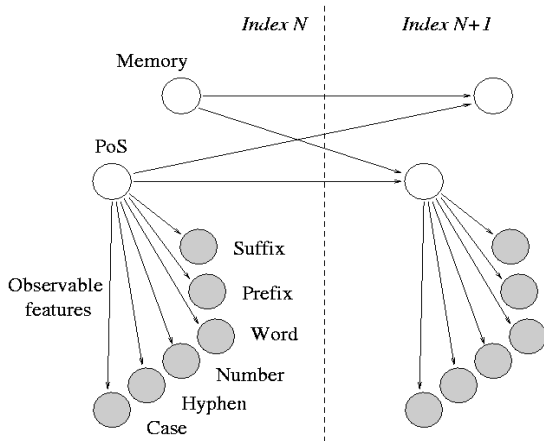 Index N
Index N+1
Memory
PoS
Suffix
Observable
features
Prefix
Word
Number
Hyphen
Case